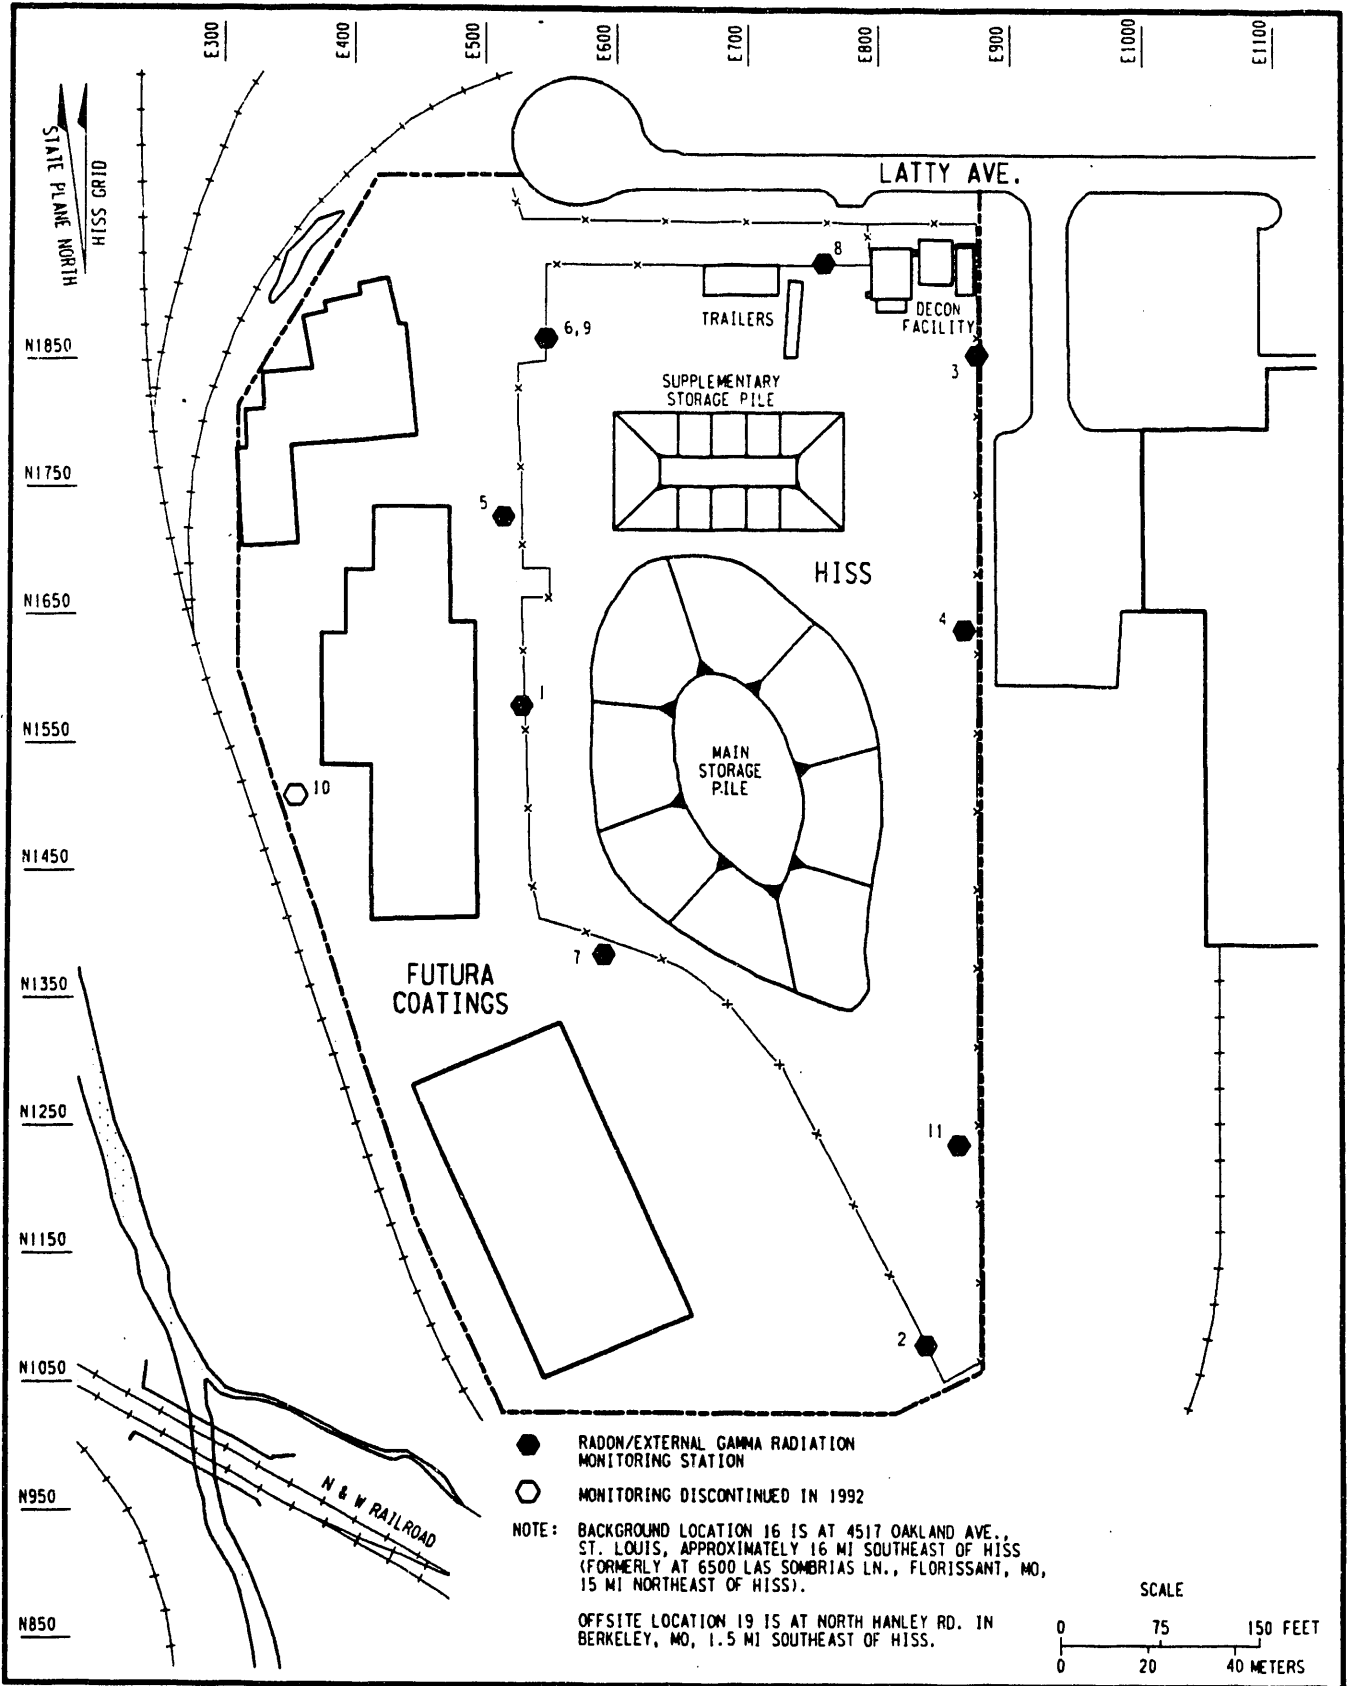 E300
E400
E500
E600
E700
E800
E900
E1000
E1100
STATE PLANE NORTH
HISS GRID
LATTY AVE.
8
TRAILERS
DECON
FACILITY
6,9
N1850
3
SUPPLEMENTARY
STORAGE PILE
N1750
5
HISS
N1650
4
1
N1550
MAIN
STORAGE
PILE
10
N1450
7
FUTURA
COATINGS
N1350
N1250
11
N1150
2
N1050
RADON/EXTERNAL GAMMA RADIATION
MONITORING STATION
N950
N & W RAILROAD
MONITORING DISCONTINUED IN 1992
NOTE: BACKGROUND LOCATION 16 IS AT 4517 OAKLAND AVE.,
ST. LOUIS, APPROXIMATELY 16 MI SOUTHEAST OF HISS
(FORMERLY AT 6500 LAS SOMBRIAS LN., FLORISSANT, MO,
15 MI NORTHEAST OF HISS).
OFFSITE LOCATION 19 IS AT NORTH HANLEY RD. IN
BERKELEY, MO, 1.5 MI SOUTHEAST OF HISS.
N850
SCALE
0 75 150 FEET
0 20 40 METERS